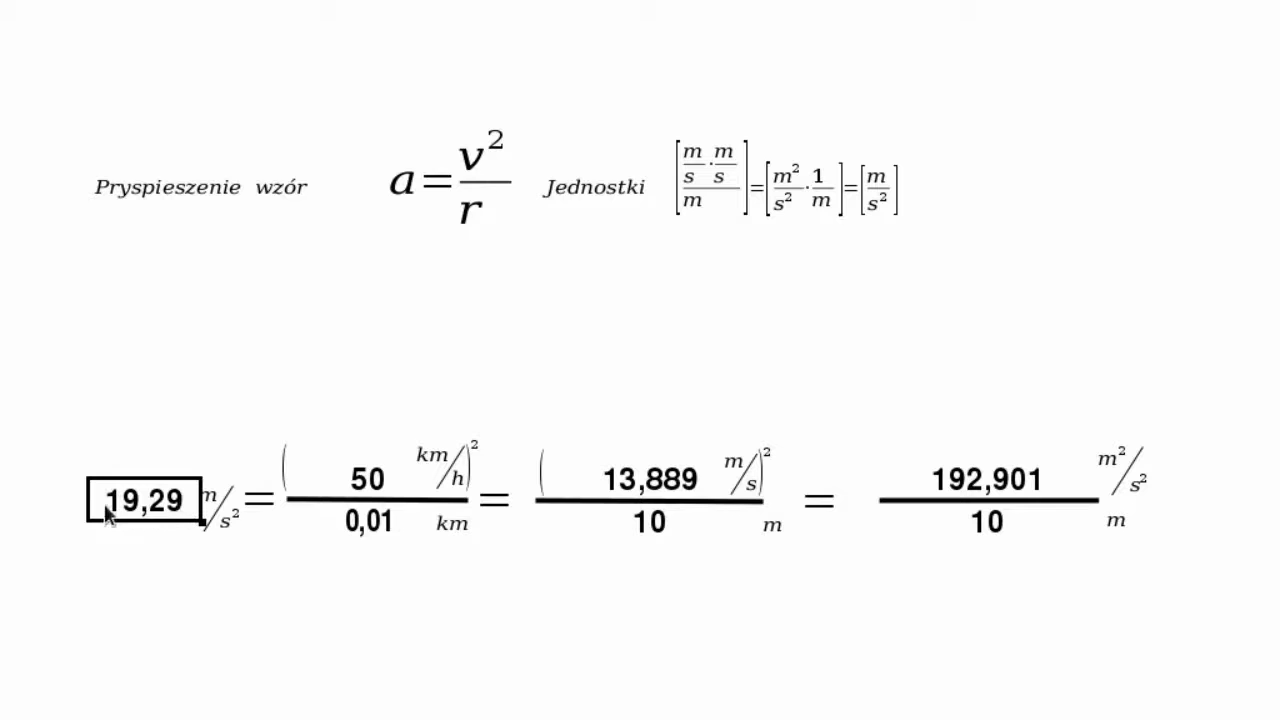 Pryspieszenie wzór a = v² / r Jednostki [(m/s · m/s) / m] = [m²/s² · 1/m] = [m/s²]
19,29 m/s² = (50 km/h)² / 0,01 km = (13,889 m/s)² / 10 m = 192,901 m²/s² / 10 m